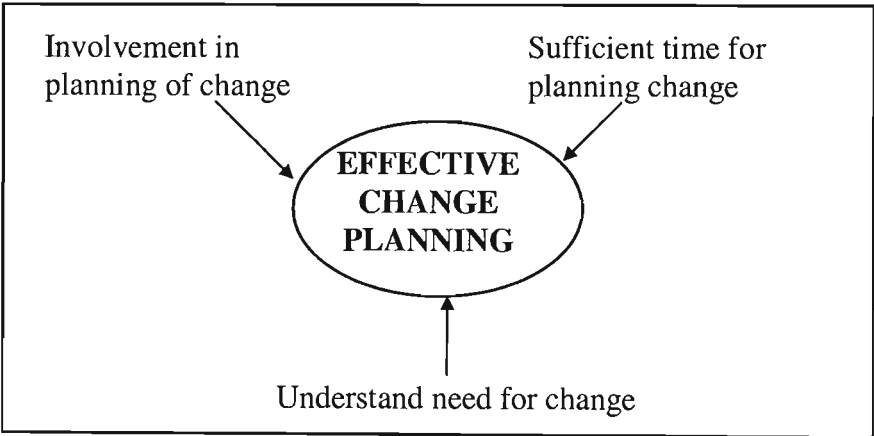 Involvement in
planning of change
Sufficient time for
planning change
EFFECTIVE
CHANGE
PLANNING
Understand need for change